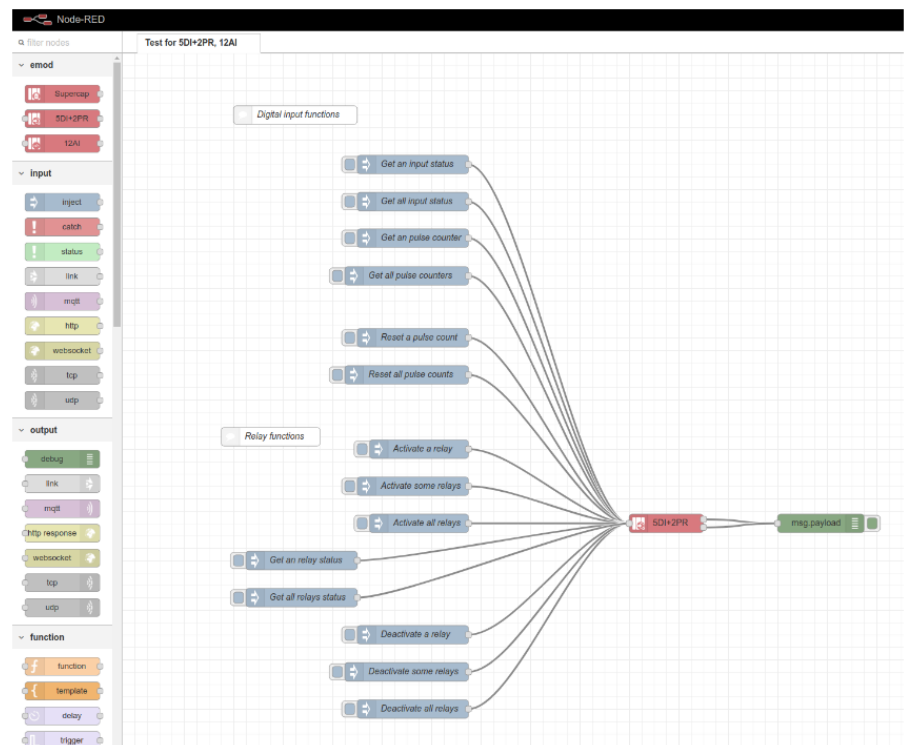 Node-RED
filter nodes
Test for 5DI+2PR, 12AI
emod
Supercap
5DI+2PR
12AI
input
inject
catch
status
link
mqtt
http
websocket
tcp
udp
output
debug
link
mqtt
http response
websocket
tcp
udp
function
function
template
delay
trigger
Digital input functions
Get an input status
Get all input status
Get an pulse counter
Get all pulse counters
Reset a pulse count
Reset all pulse counts
Relay functions
Activate a relay
Activate some relays
Activate all relays
Get an relay status
Get all relays status
Deactivate a relay
Deactivate some relays
Deactivate all relays
5DI+2PR
msg.payload